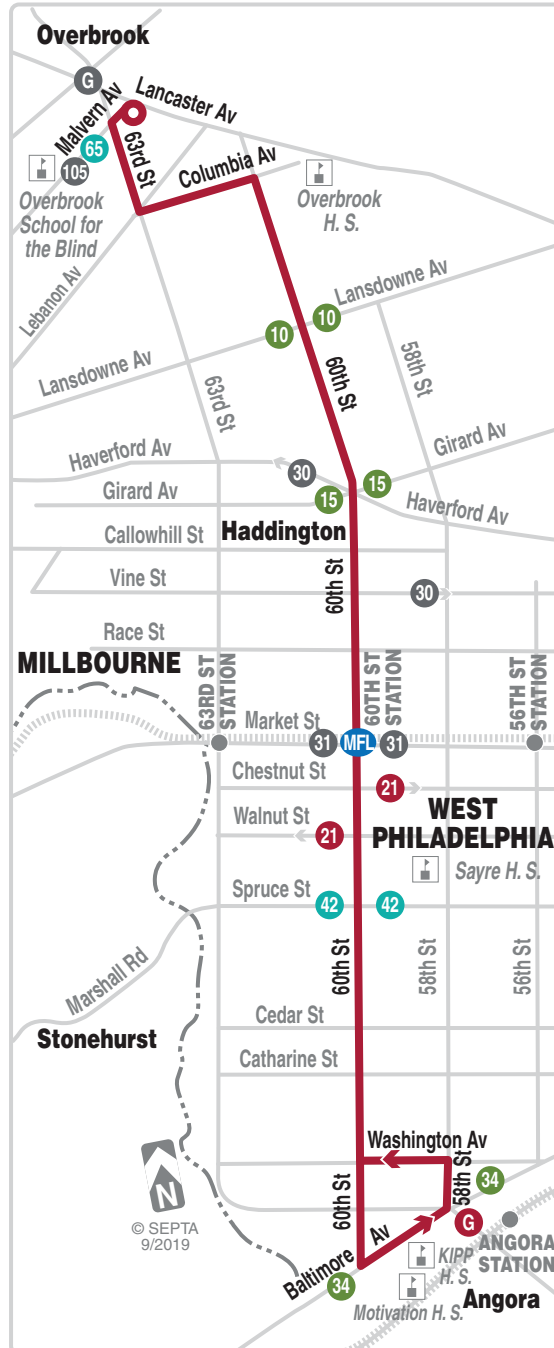 Overbrook
G
Malvern Av
Lancaster Av
65
63rd St
105
Columbia Av
Overbrook
School for
the Blind
Overbrook
H. S.
Lebanon Av
Lansdowne Av
10
10
Lansdowne Av
60th St
58th St
63rd St
Girard Av
Haverford Av
30
15
Girard Av
15
Haverford Av
Callowhill St
Haddington
Vine St
60th St
30
Race St
MILLBOURNE
63RD ST
STATION
60TH ST
STATION
56TH ST
STATION
Market St
31
MFL
31
Chestnut St
21
Walnut St
21
WEST
PHILADELPHIA
Sayre H. S.
Spruce St
42
42
60th St
58th St
56th St
Marshall Rd
Cedar St
Stonehurst
Catharine St
Washington Av
58th St
34
60th St
N
© SEPTA
9/2019
G
Baltimore Av
34
KIPP
H. S.
ANGORA
STATION
Motivation H. S.
Angora